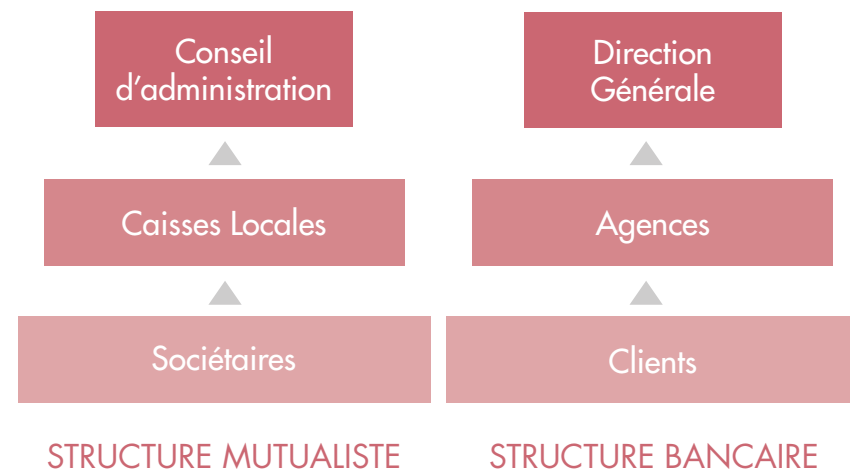 Conseil
d’administration
Caisses Locales
Sociétaires
STRUCTURE MUTUALISTE
Direction
Générale
Agences
Clients
STRUCTURE BANCAIRE